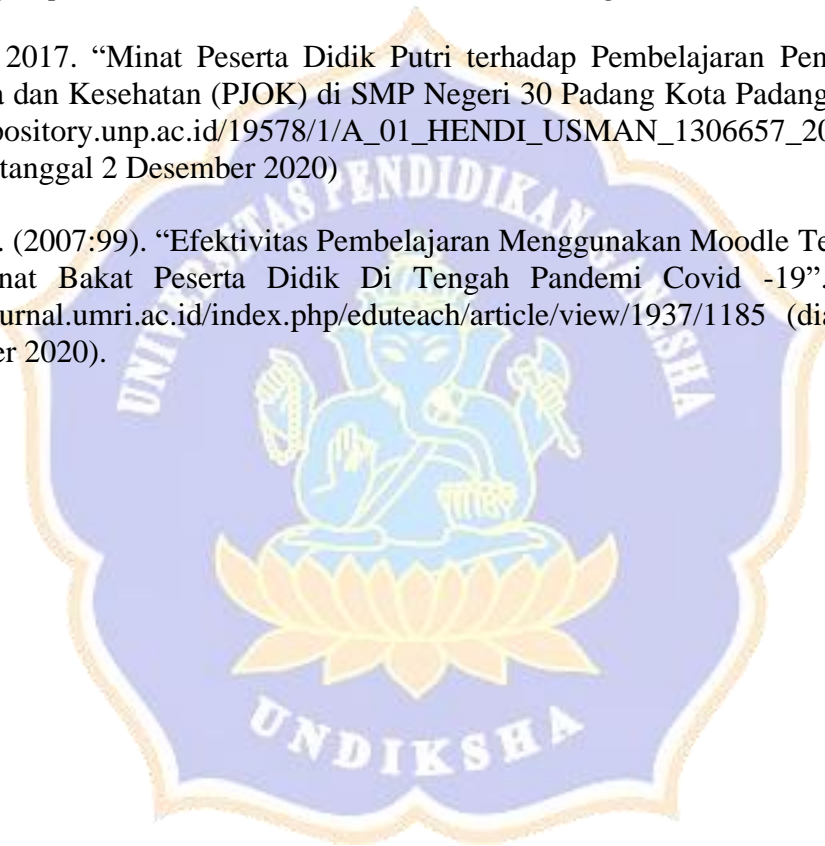 2017. “Minat Peserta Didik Putri terhadap Pembelajaran Pen
dan Kesehatan (PJOK) di SMP Negeri 30 Padang Kota Padang
pository.unp.ac.id/19578/1/A_01_HENDI_USMAN_1306657_20
tanggal 2 Desember 2020)
. (2007:99). “Efektivitas Pembelajaran Menggunakan Moodle Te
nat Bakat Peserta Didik Di Tengah Pandemi Covid -19”.
urnal.umri.ac.id/index.php/eduteach/article/view/1937/1185 (dia
er 2020).
UNIVERSITAS PENDIDIKAN GANESHA
UNDIKSHA